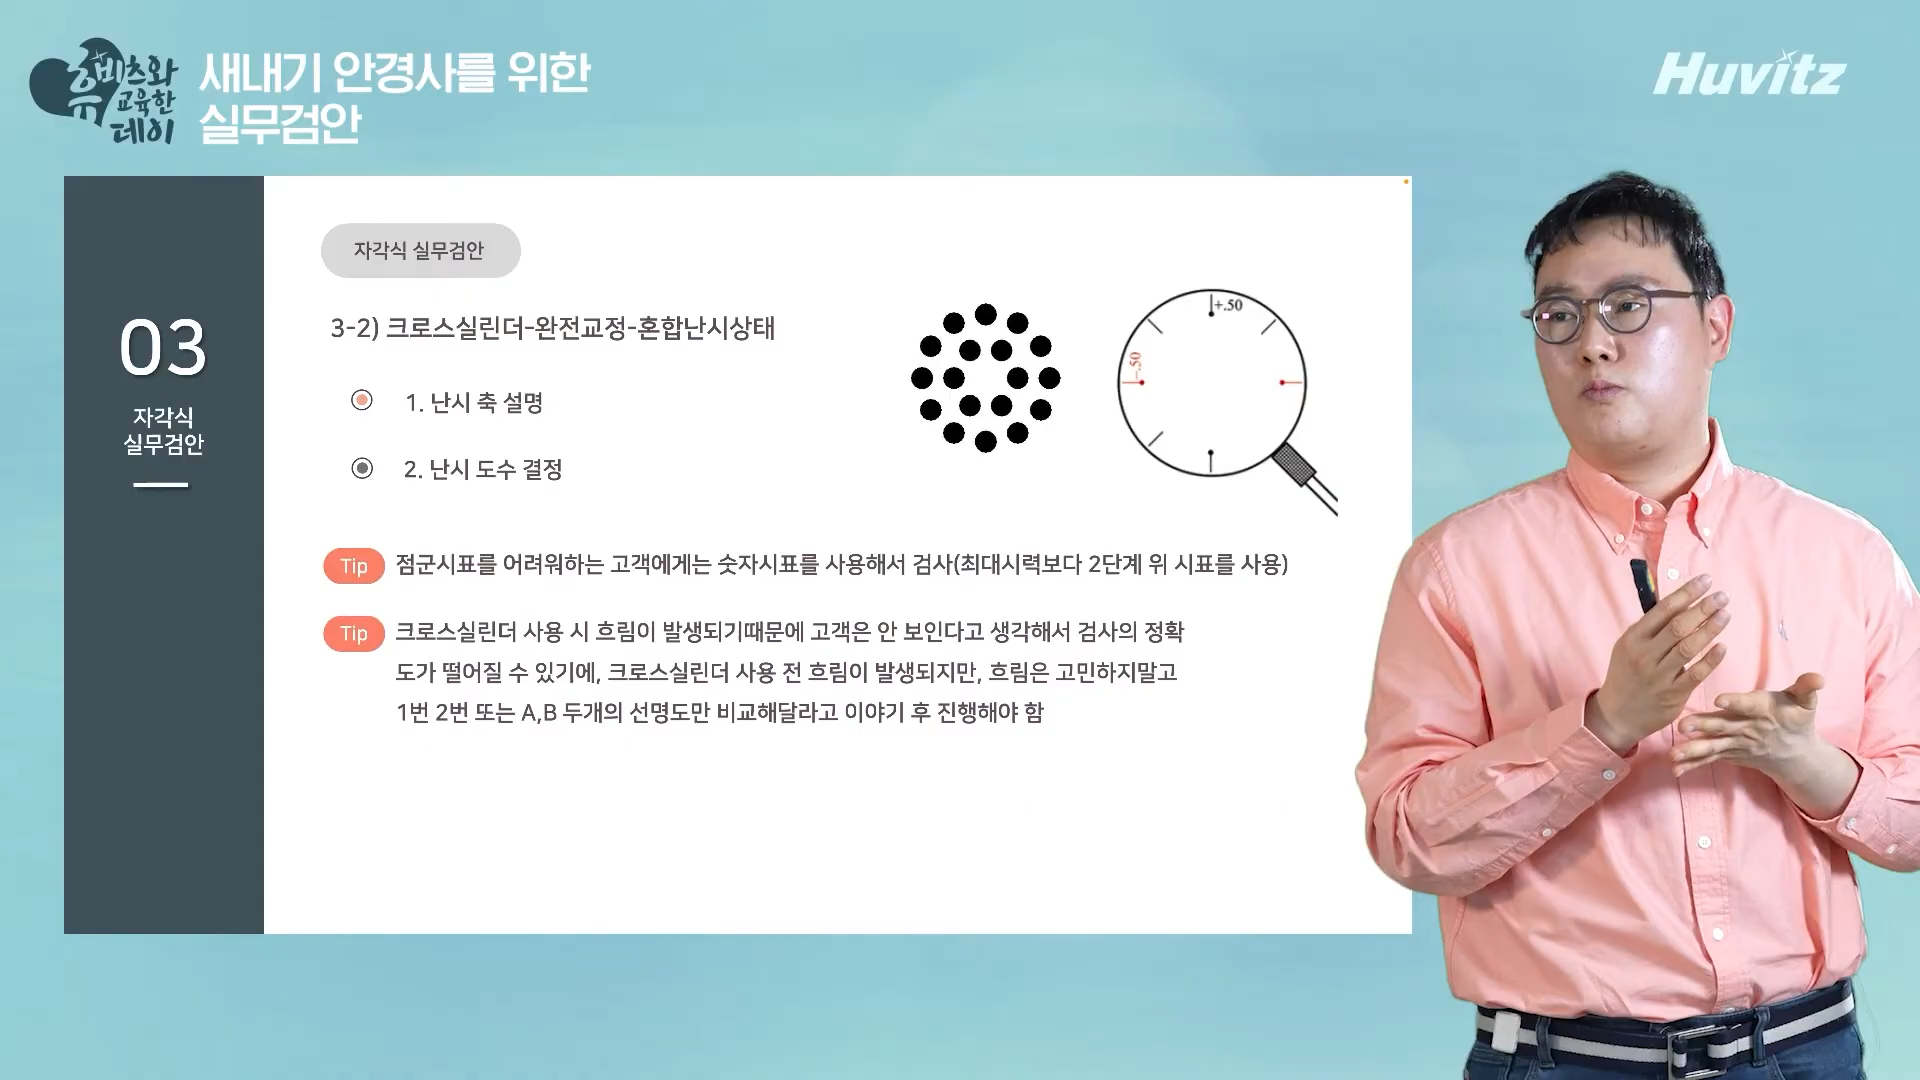 휴비츠와
교육한
데이
새내기 안경사를 위한
실무검안
Huvitz
03
자각식
실무검안
자각식 실무검안
3-2) 크로스실린더-완전교정-혼합난시상태
1. 난시 축 설명
2. 난시 도수 결정
+.50
-.50
Tip 점군시표를 어려워하는 고객에게는 숫자시표를 사용해서 검사(최대시력보다 2단계 위 시표를 사용)
Tip 크로스실린더 사용 시 흐림이 발생되기때문에 고객은 안 보인다고 생각해서 검사의 정확
도가 떨어질 수 있기에, 크로스실린더 사용 전 흐림이 발생되지만, 흐림은 고민하지말고
1번 2번 또는 A,B 두개의 선명도만 비교해달라고 이야기 후 진행해야 함